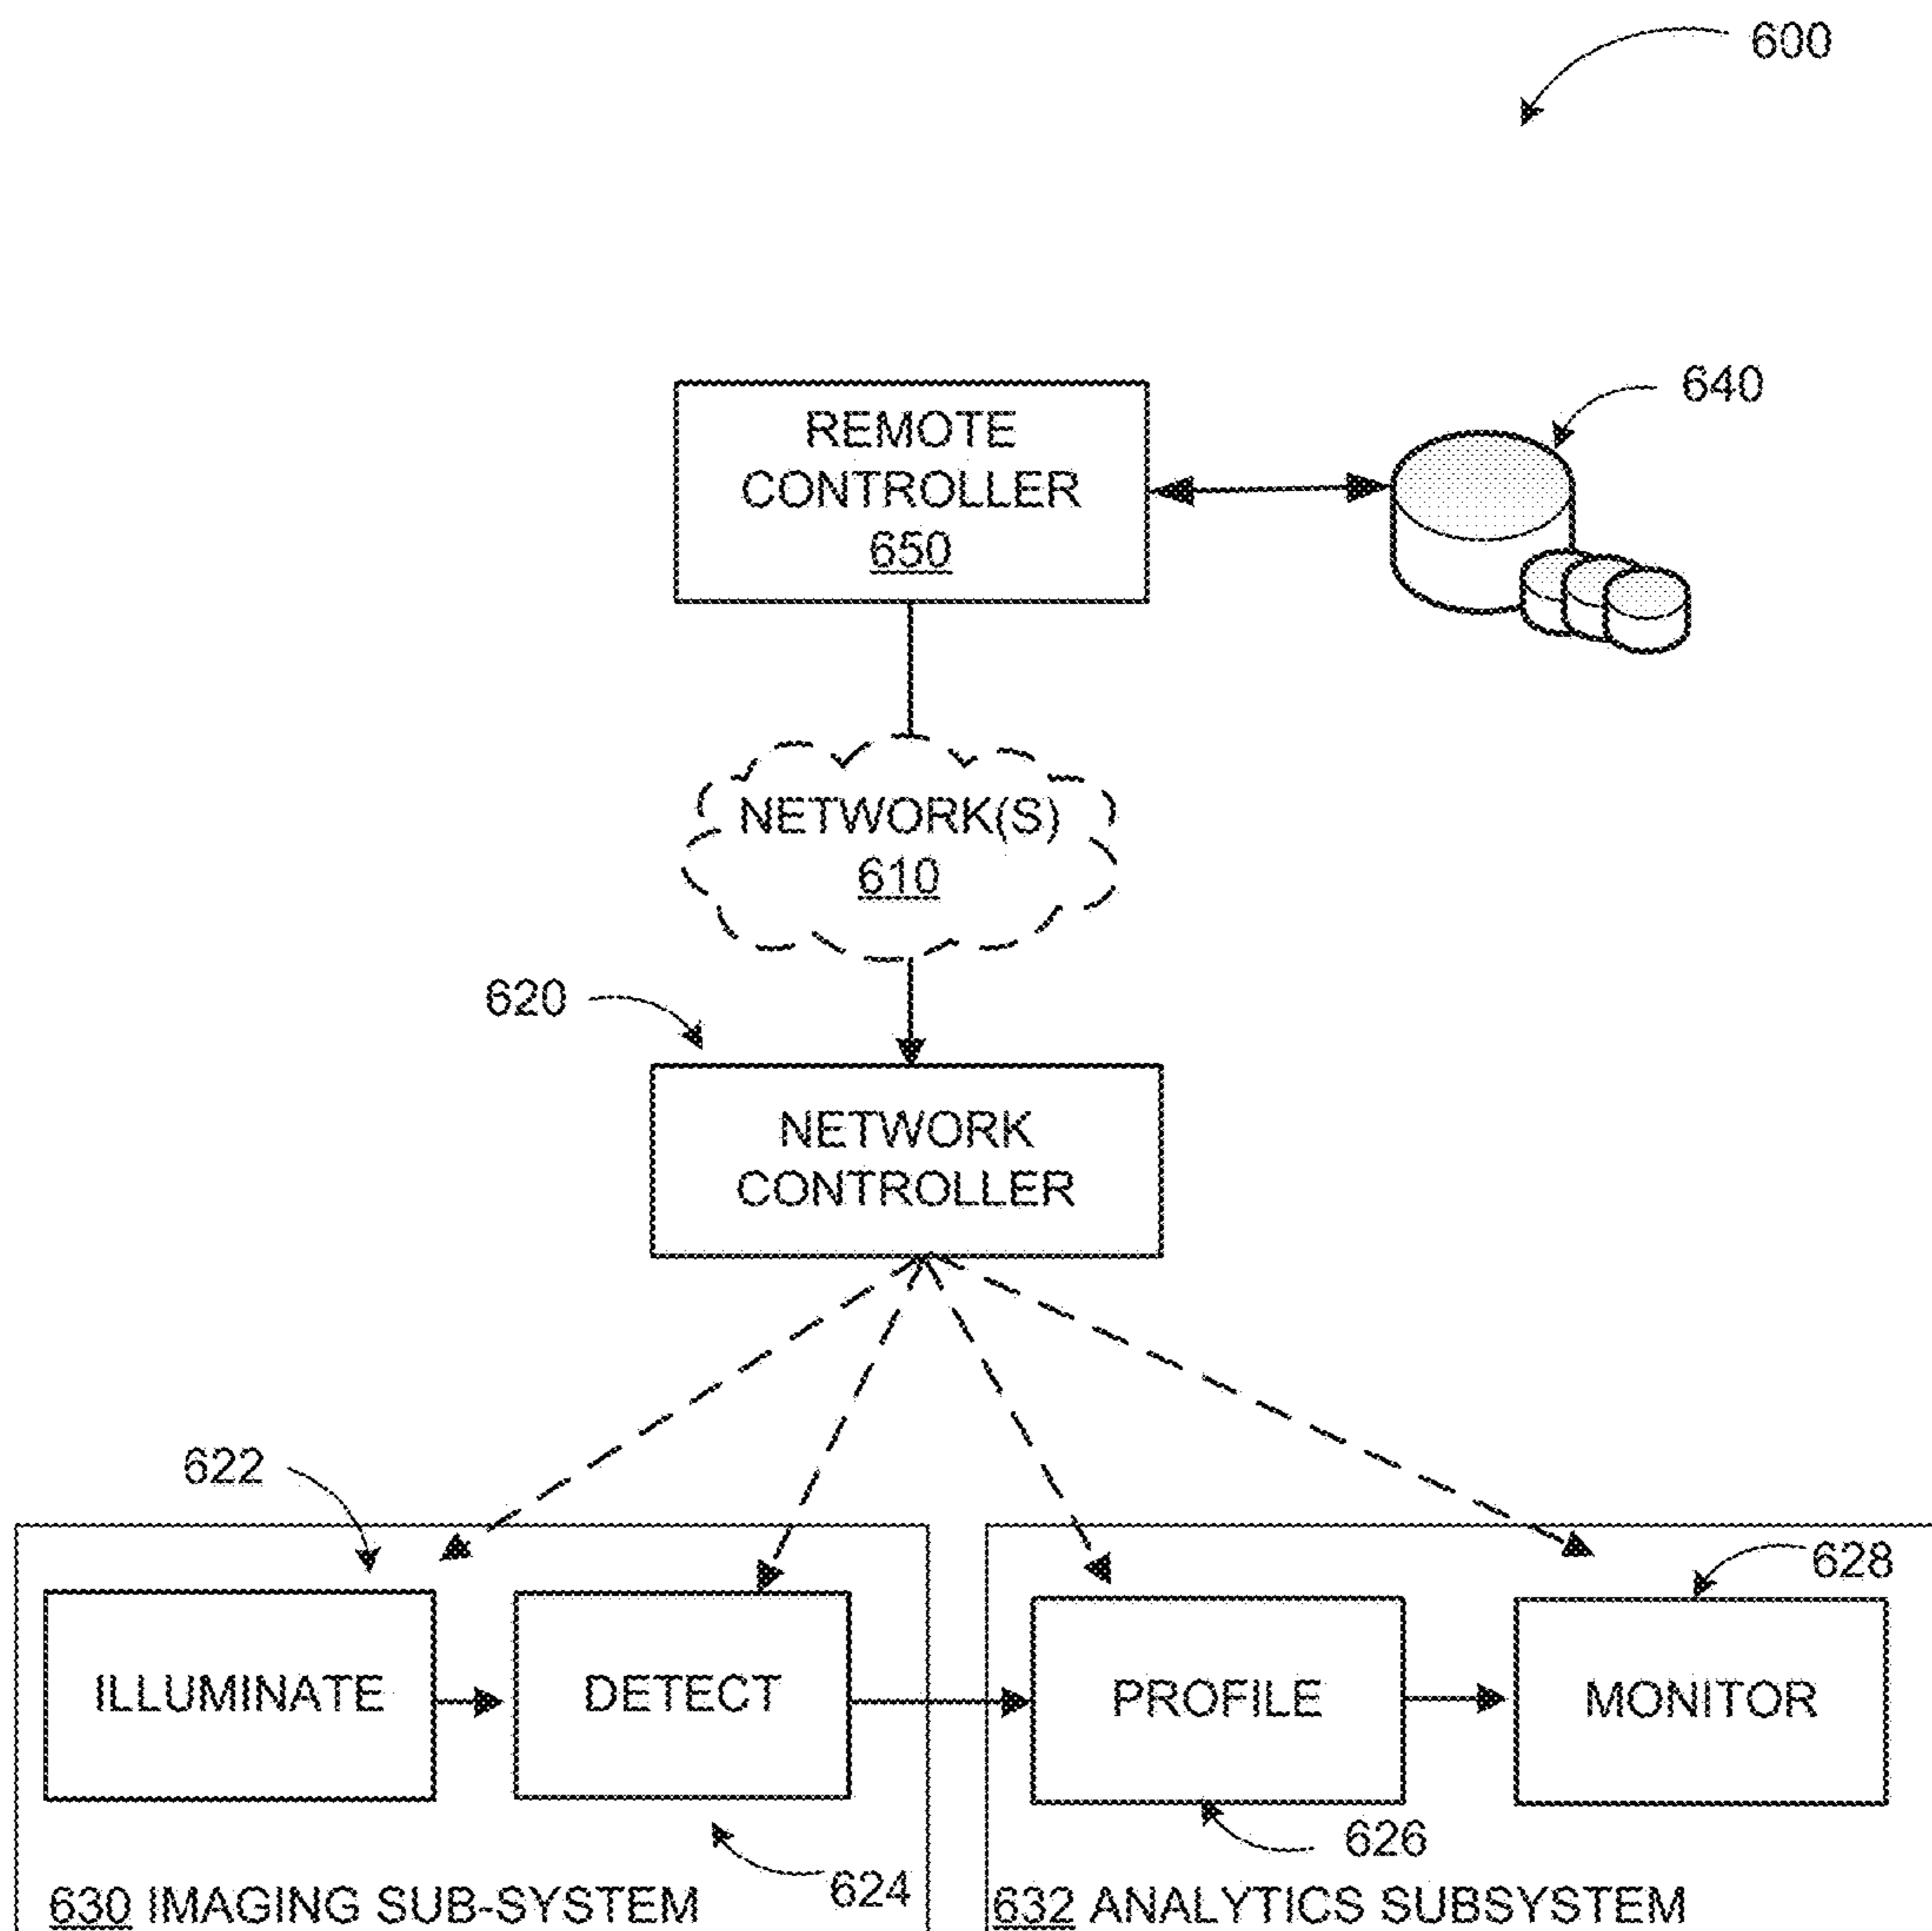 600
640
REMOTE
CONTROLLER
650
NETWORK(S)
610
620
NETWORK
CONTROLLER
622
628
ILLUMINATE
DETECT
PROFILE
MONITOR
626
624
630 IMAGING SUB-SYSTEM
632 ANALYTICS SUBSYSTEM